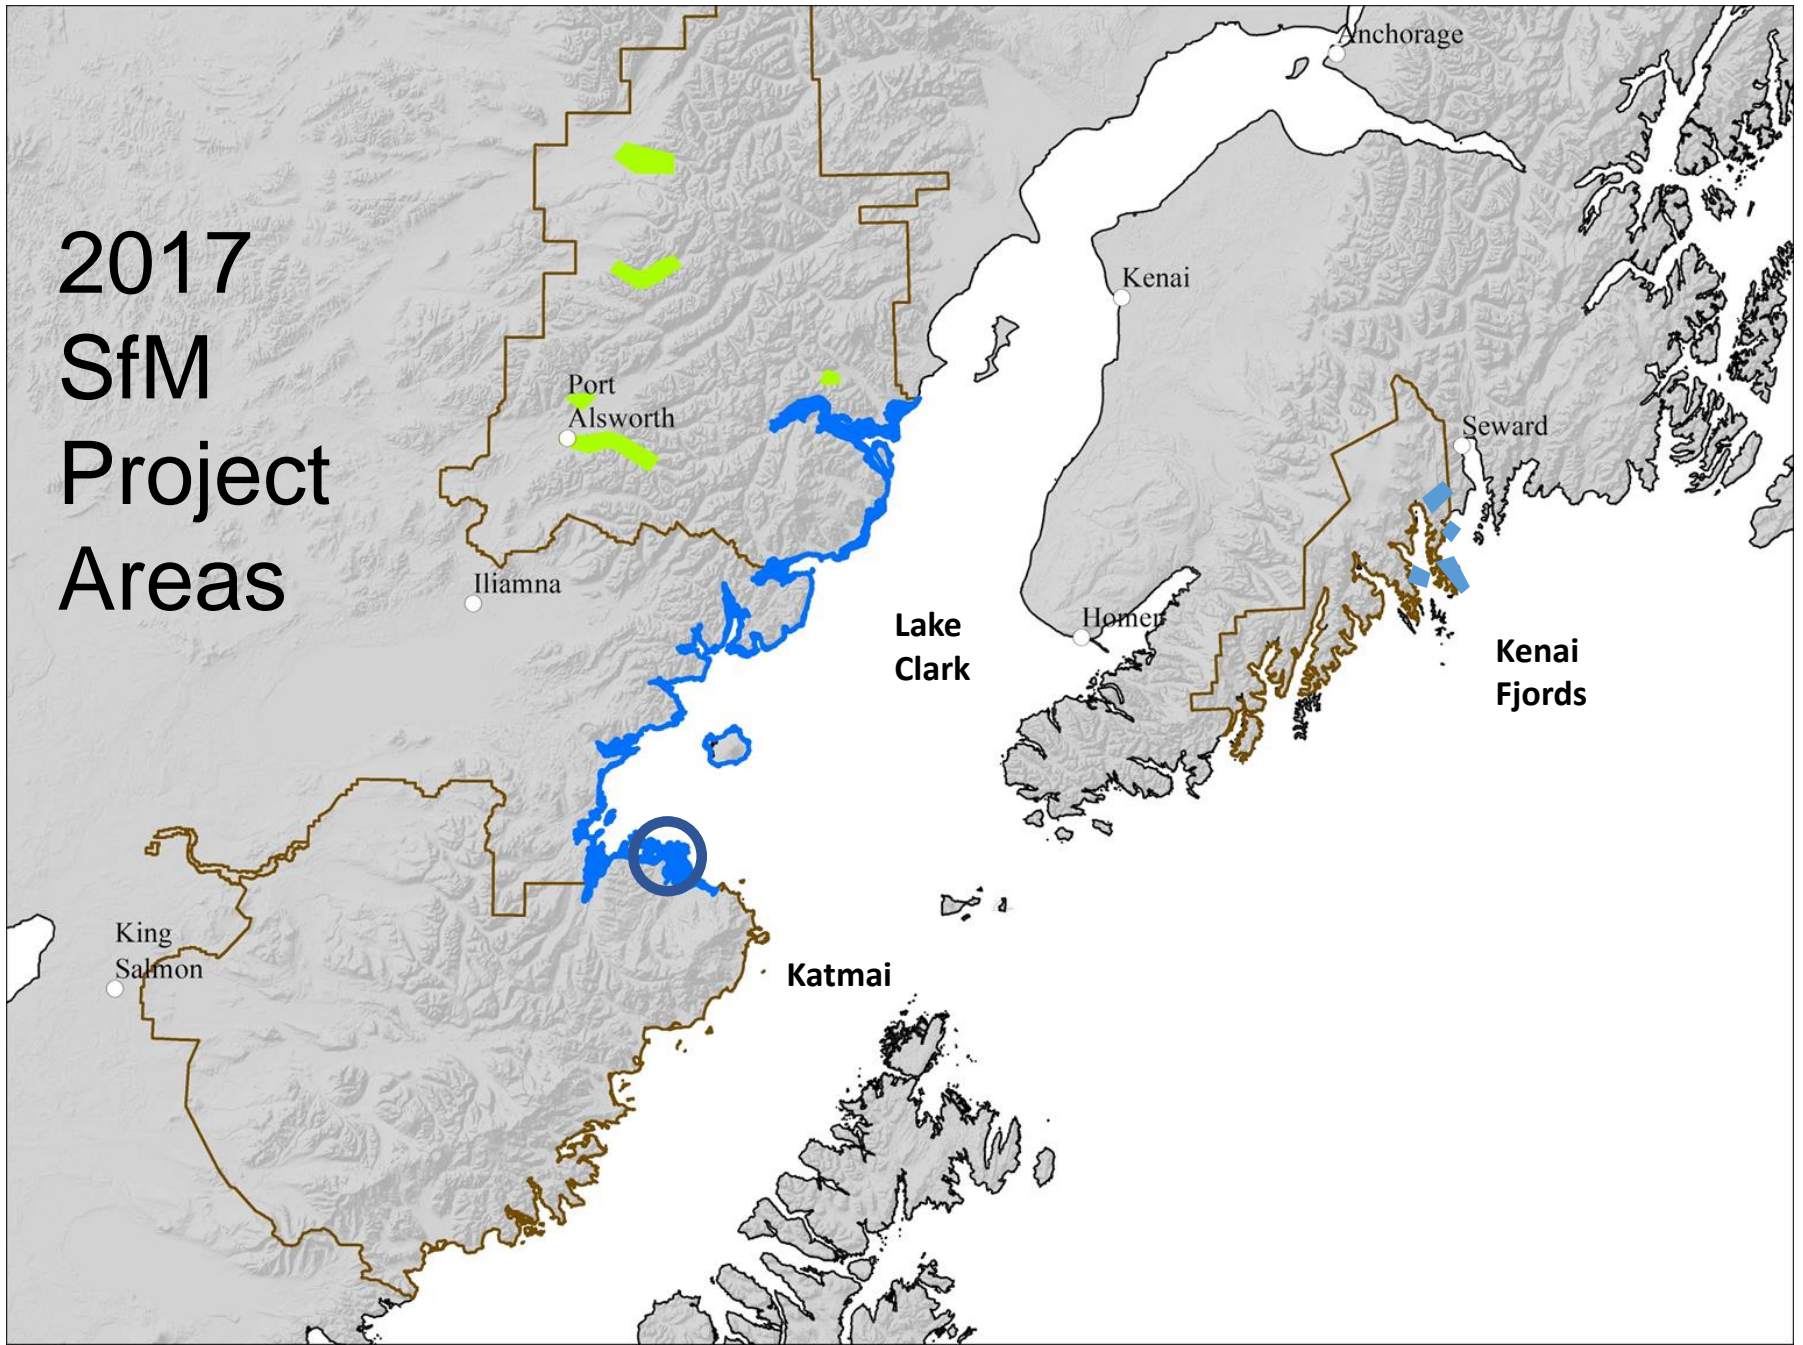 Anchorage
2017
SfM
Project
Areas
Kenai
Port
Alsworth
Seward
Iliamna
Homer
Lake
Clark
Kenai
Fjords
King
Salmon
Katmai